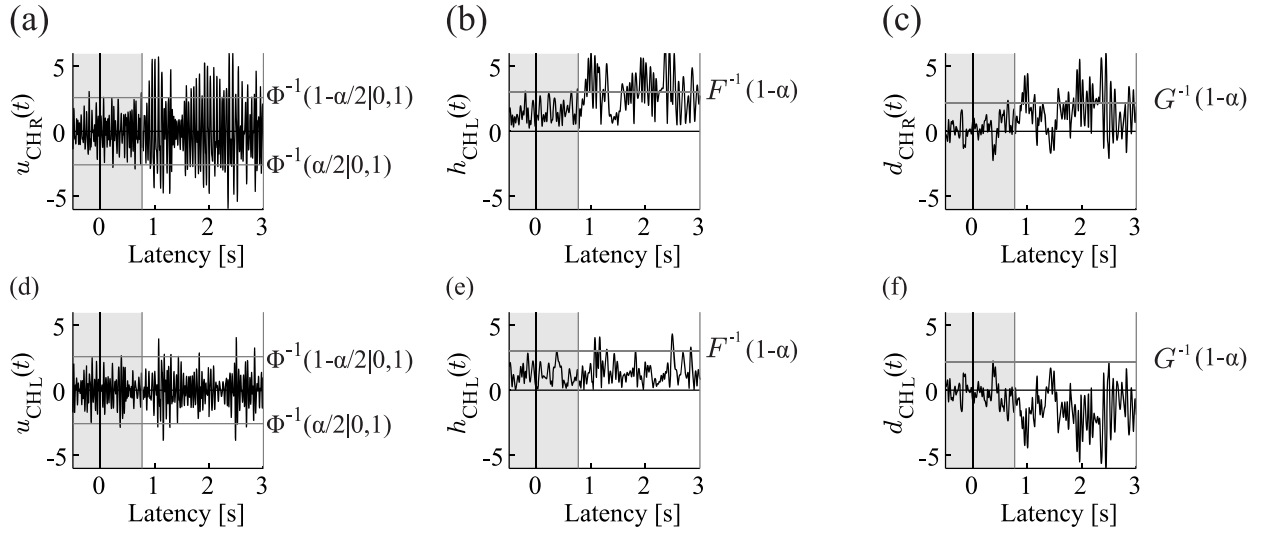 (a)
u_CHR(t)
5
0
-5
Φ⁻¹(1-α/2|0,1)
Φ⁻¹(α/2|0,1)
0 1 2 3
Latency [s]
(b)
h_CHL(t)
5
0
-5
F⁻¹(1-α)
0 1 2 3
Latency [s]
(c)
d_CHR(t)
5
0
-5
G⁻¹(1-α)
0 1 2 3
Latency [s]
(d)
u_CHL(t)
5
0
-5
Φ⁻¹(1-α/2|0,1)
Φ⁻¹(α/2|0,1)
0 1 2 3
Latency [s]
(e)
h_CHL(t)
5
0
-5
F⁻¹(1-α)
0 1 2 3
Latency [s]
(f)
d_CHL(t)
5
0
-5
G⁻¹(1-α)
0 1 2 3
Latency [s]